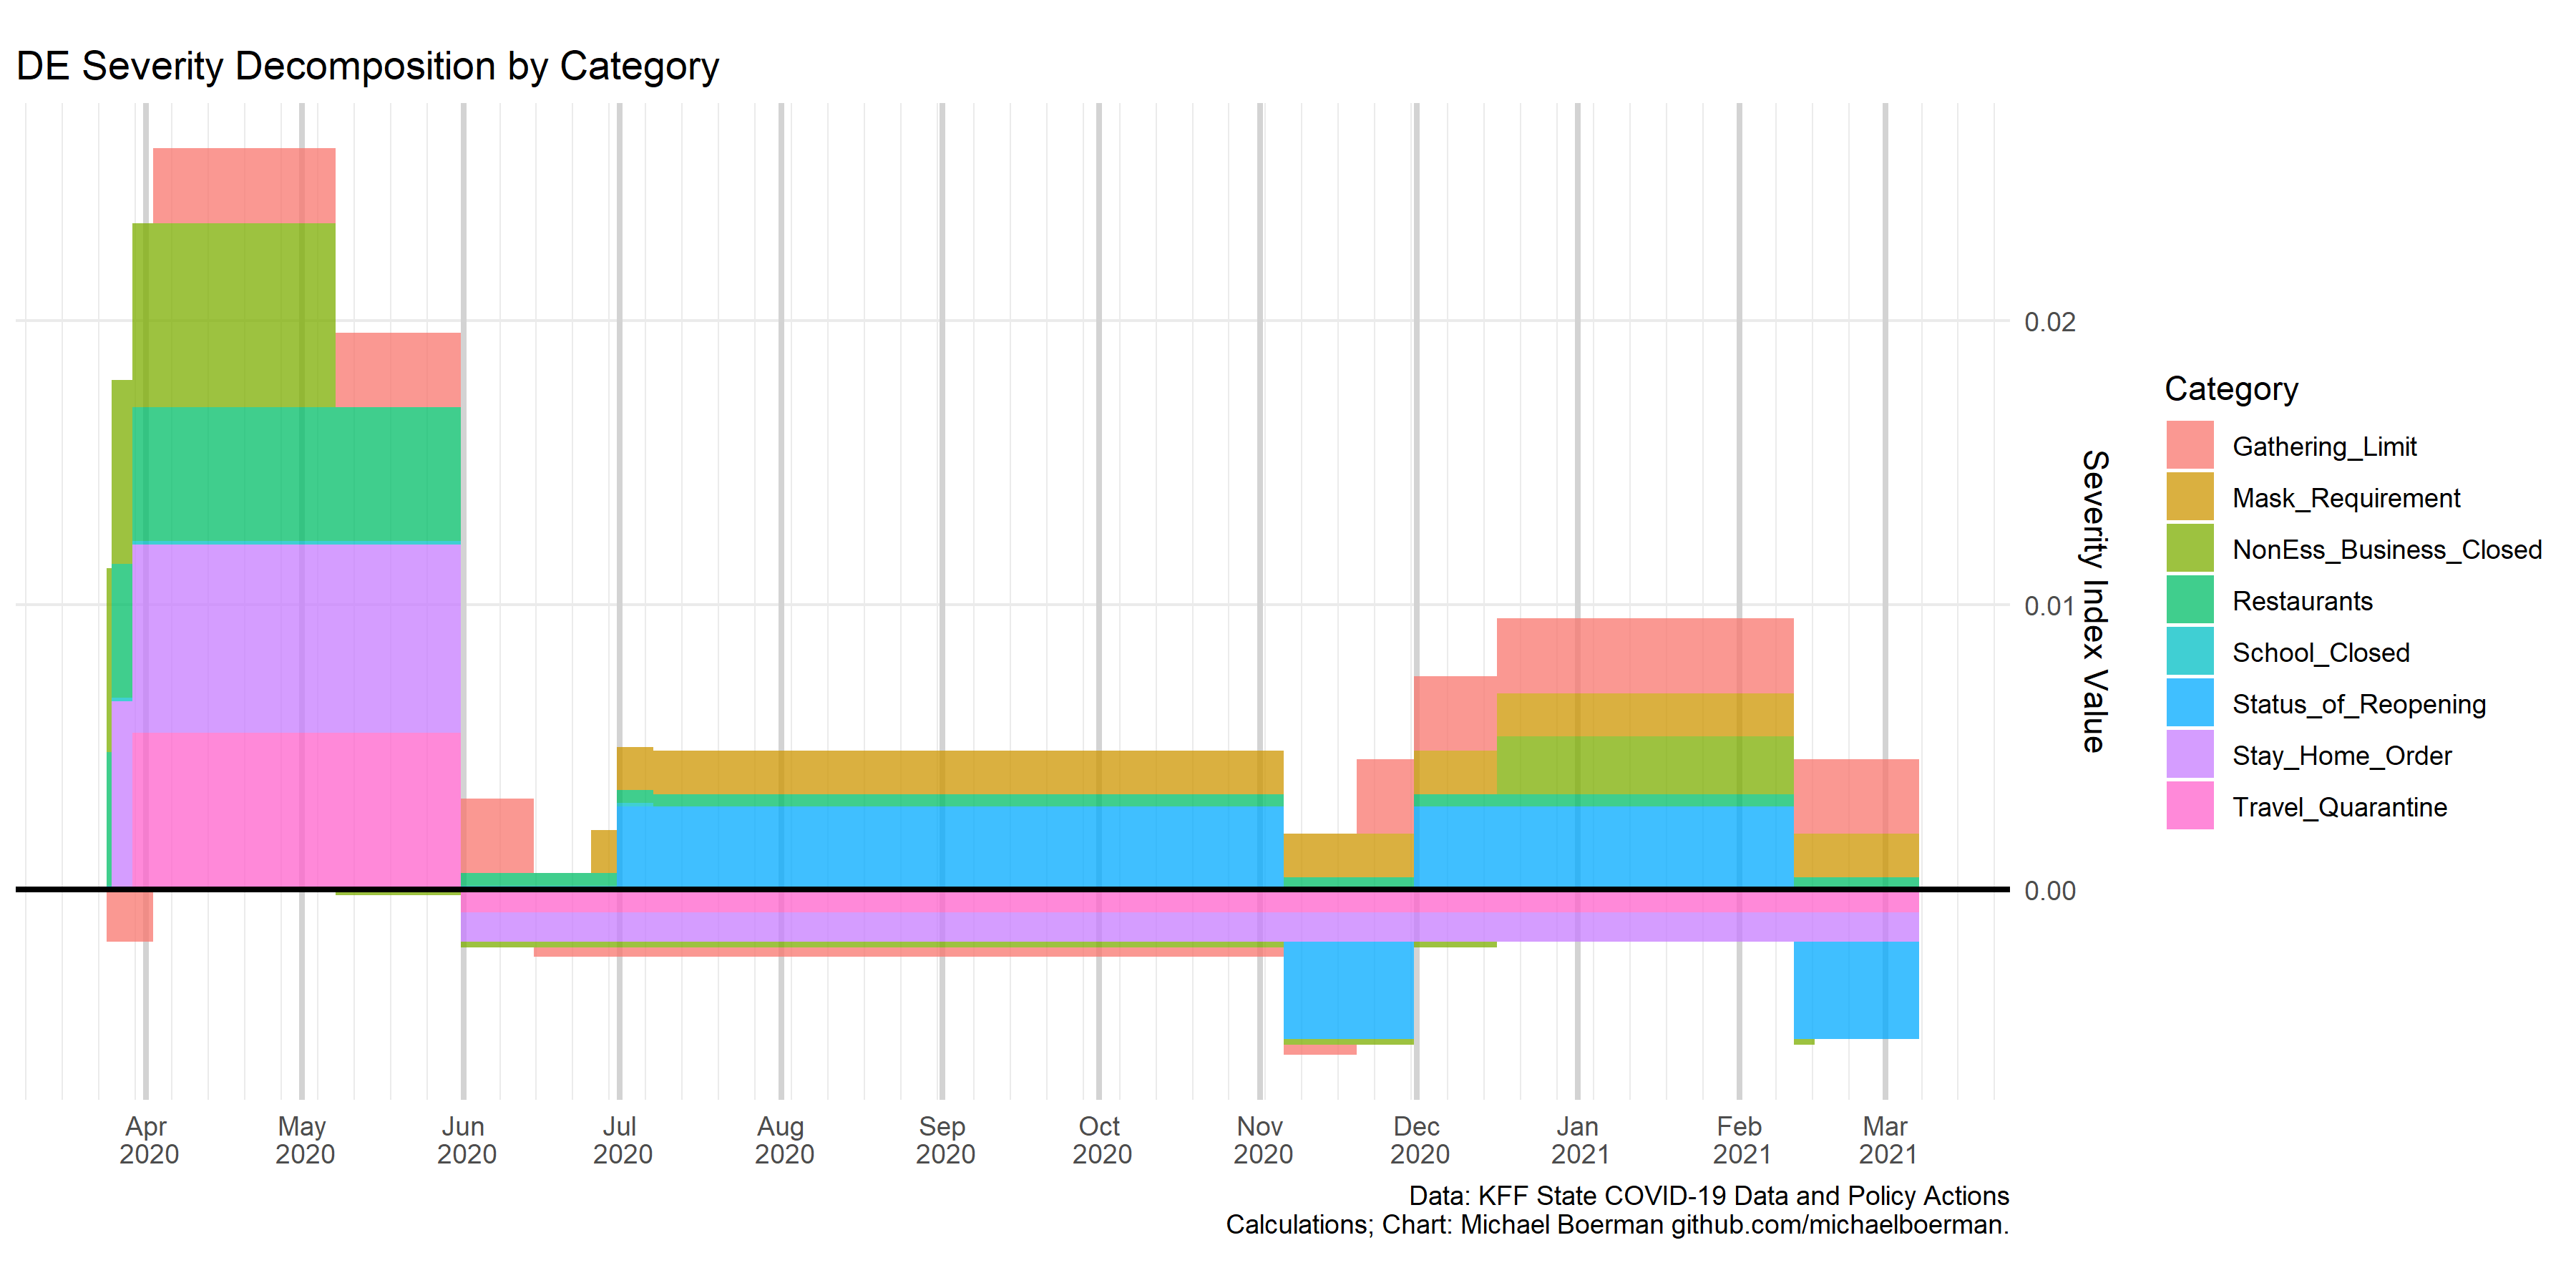 DE Severity Decomposition by Category
0.02
0.01
0.00
Severity Index Value
Category
Gathering_Limit
Mask_Requirement
NonEss_Business_Closed
Restaurants
School_Closed
Status_of_Reopening
Stay_Home_Order
Travel_Quarantine
Apr 2020
May 2020
Jun 2020
Jul 2020
Aug 2020
Sep 2020
Oct 2020
Nov 2020
Dec 2020
Jan 2021
Feb 2021
Mar 2021
Data: KFF State COVID-19 Data and Policy Actions
Calculations; Chart: Michael Boerman github.com/michaelboerman.